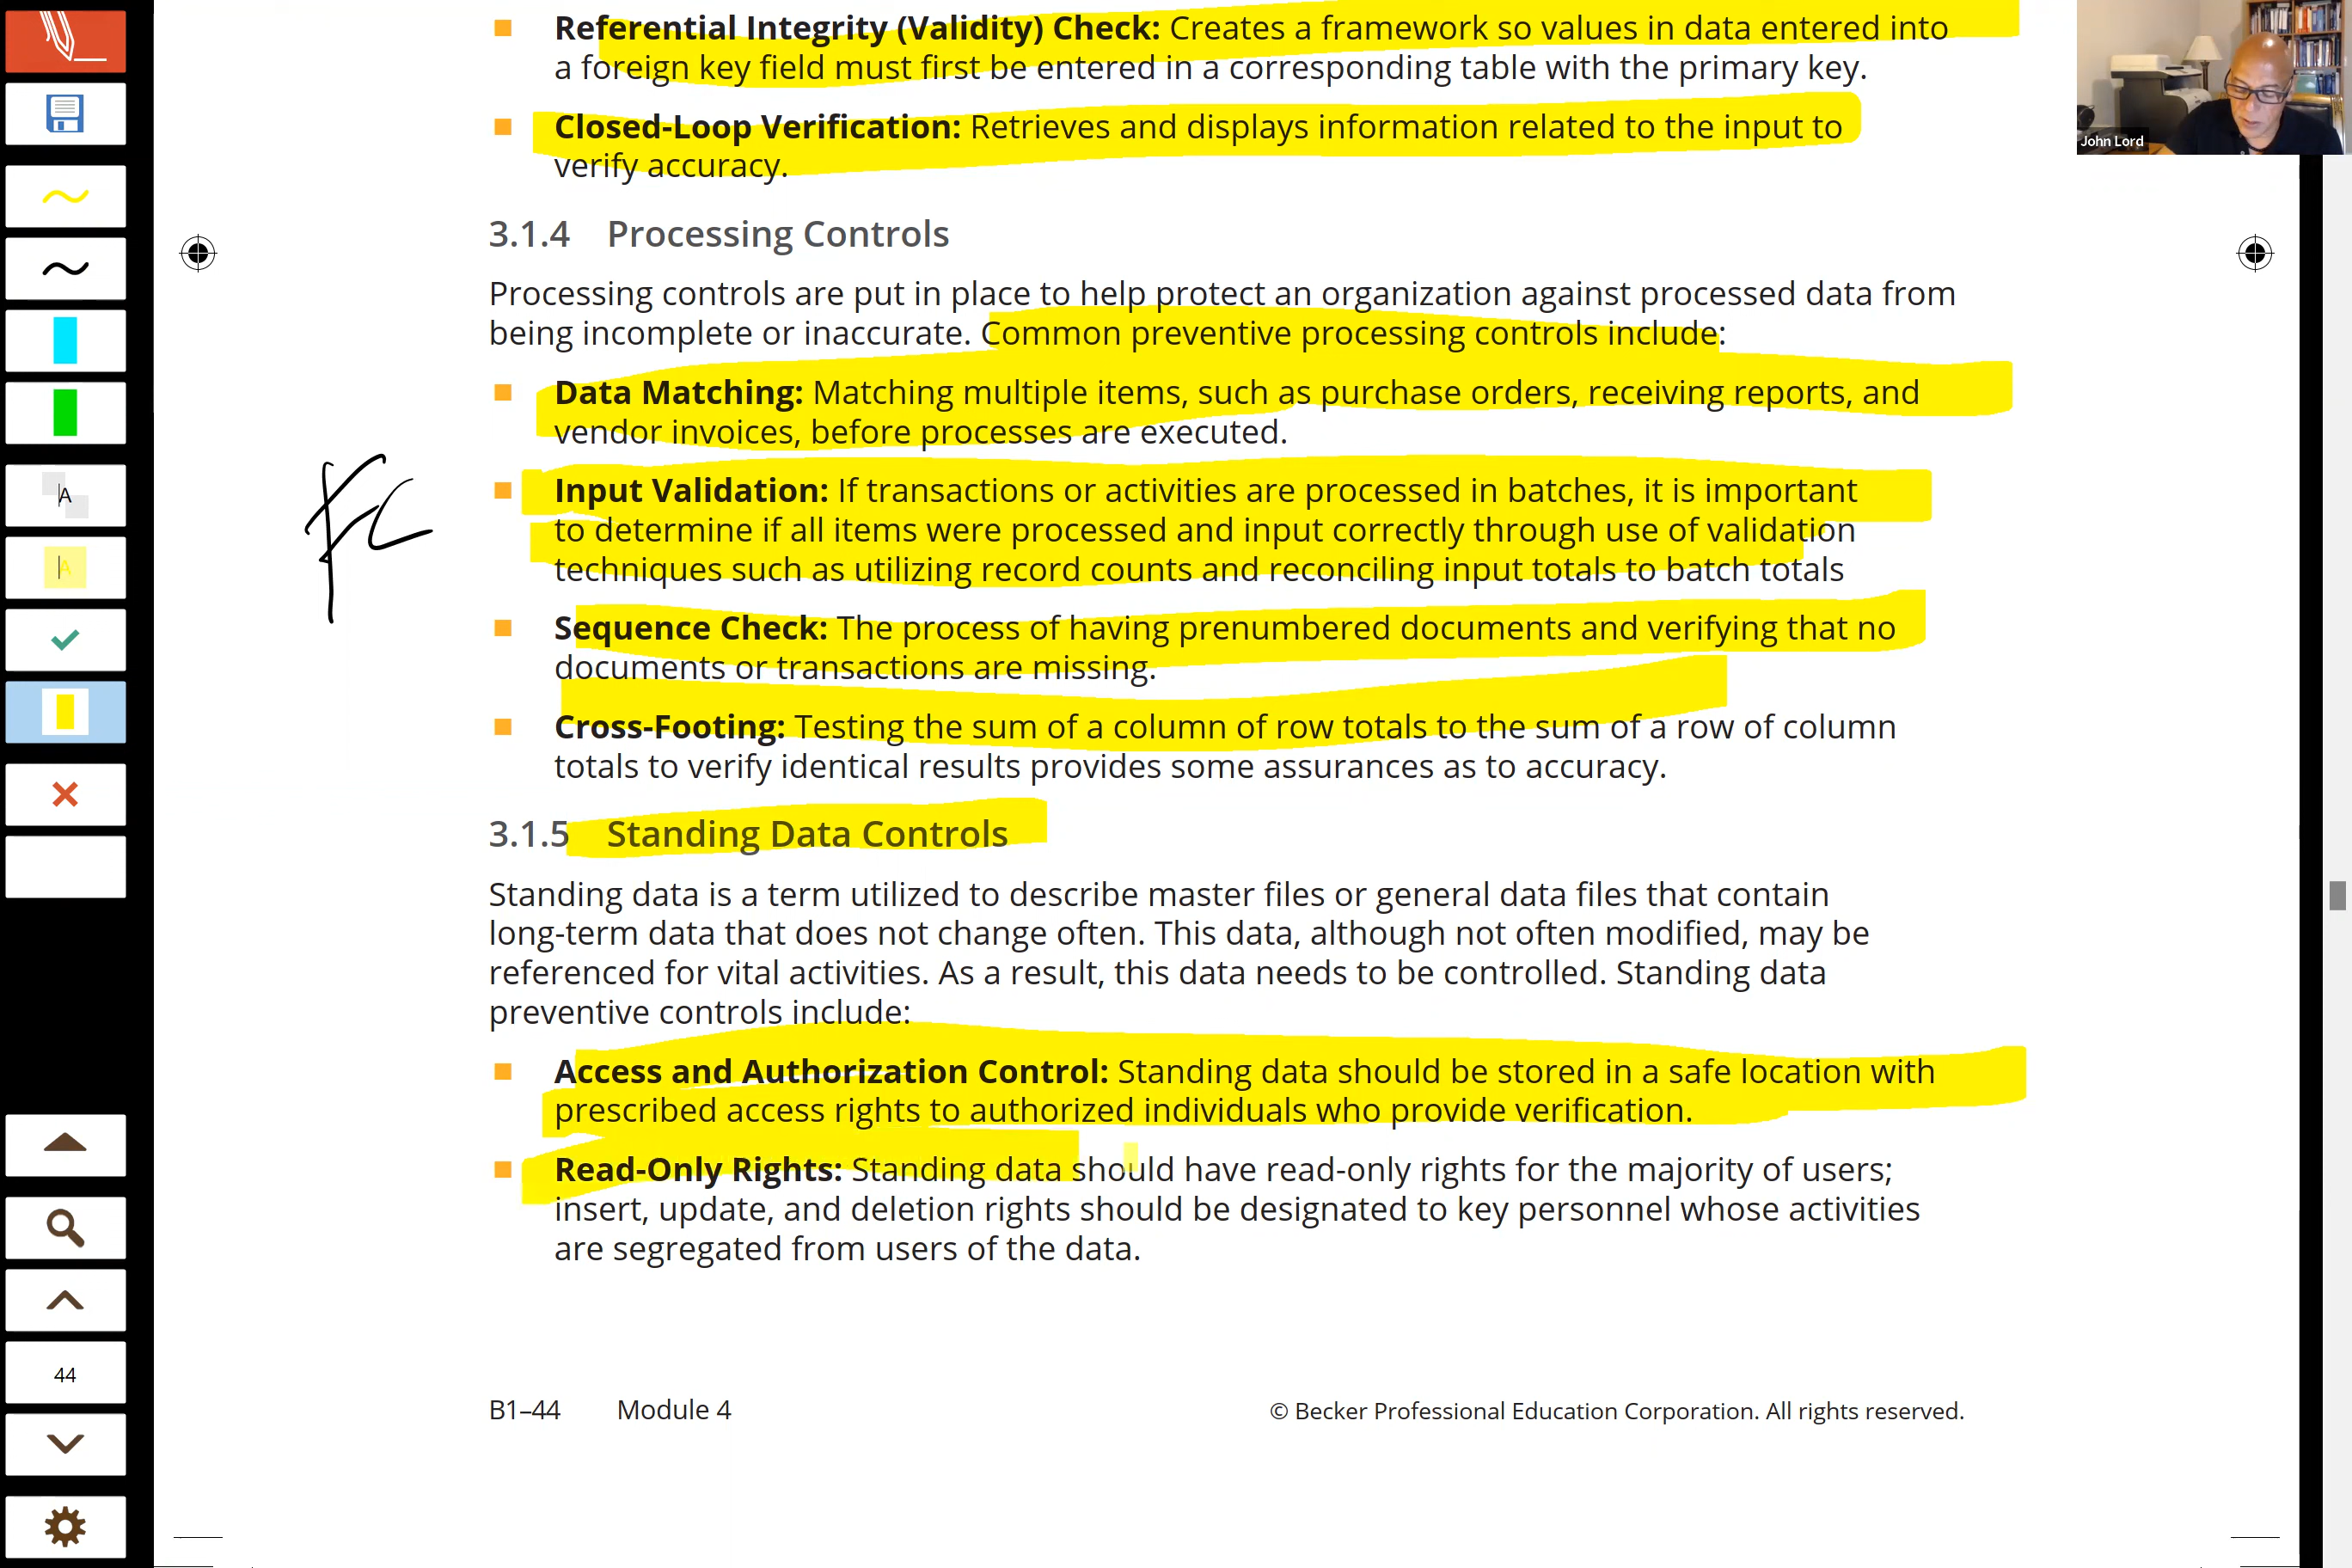 Referential Integrity (Validity) Check: Creates a framework so values in data entered into
a foreign key field must first be entered in a corresponding table with the primary key.
Closed-Loop Verification: Retrieves and displays information related to the input to
verify accuracy.
John Lord
3.1.4 Processing Controls
Processing controls are put in place to help protect an organization against processed data from
being incomplete or inaccurate. Common preventive processing controls include:
Data Matching: Matching multiple items, such as purchase orders, receiving reports, and
vendor invoices, before processes are executed.
Input Validation: If transactions or activities are processed in batches, it is important
to determine if all items were processed and input correctly through use of validation
techniques such as utilizing record counts and reconciling input totals to batch totals
Sequence Check: The process of having prenumbered documents and verifying that no
documents or transactions are missing.
Cross-Footing: Testing the sum of a column of row totals to the sum of a row of column
totals to verify identical results provides some assurances as to accuracy.
3.1.5 Standing Data Controls
Standing data is a term utilized to describe master files or general data files that contain
long-term data that does not change often. This data, although not often modified, may be
referenced for vital activities. As a result, this data needs to be controlled. Standing data
preventive controls include:
Access and Authorization Control: Standing data should be stored in a safe location with
prescribed access rights to authorized individuals who provide verification.
Read-Only Rights: Standing data should have read-only rights for the majority of users;
insert, update, and deletion rights should be designated to key personnel whose activities
are segregated from users of the data.
B1–44 Module 4 © Becker Professional Education Corporation. All rights reserved.
A
A
44